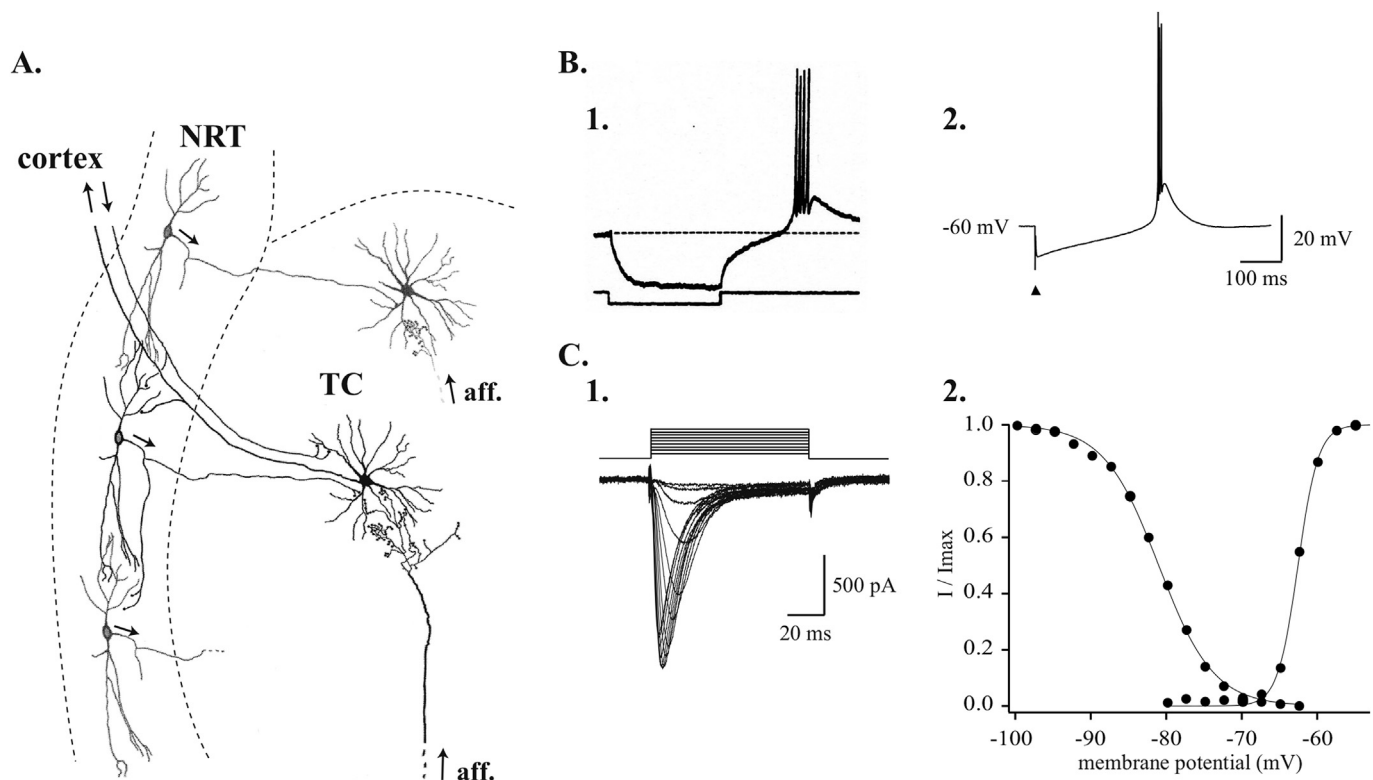 A.
NRT
cortex
TC
aff.
aff.
B.
1.
2.
-60 mV
20 mV
100 ms
C.
1.
500 pA
20 ms
2.
I / Imax
1.0
0.8
0.6
0.4
0.2
0.0
-100 -90 -80 -70 -60
membrane potential (mV)